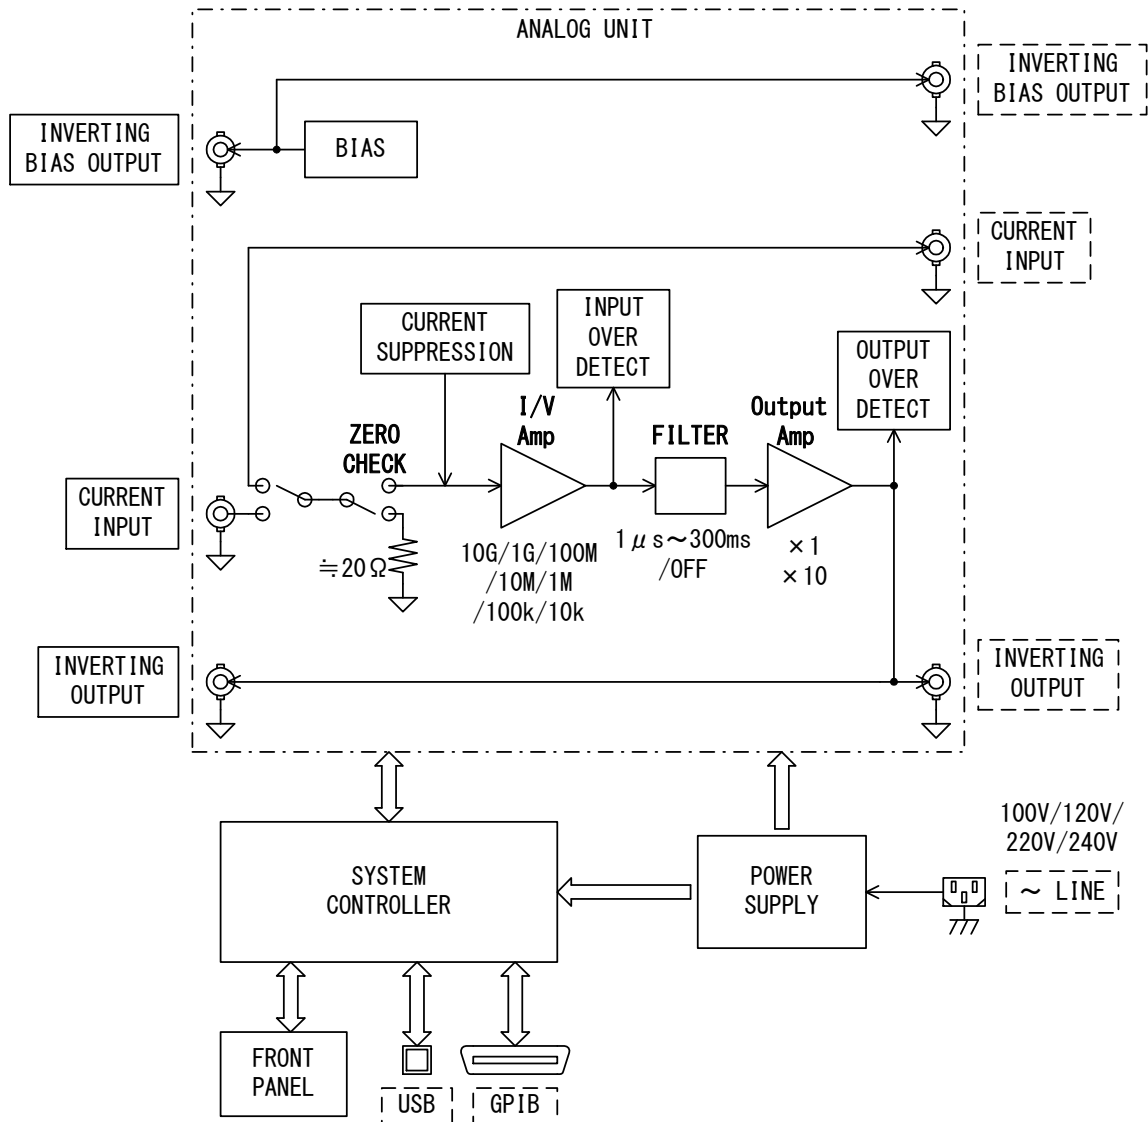 ANALOG UNIT
INVERTING
BIAS OUTPUT
INVERTING
BIAS OUTPUT
BIAS
CURRENT
INPUT
CURRENT
SUPPRESSION
INPUT
OVER
DETECT
OUTPUT
OVER
DETECT
I/V
Amp
Output
Amp
ZERO
CHECK
FILTER
CURRENT
INPUT
≒20Ω
10G/1G/100M
/10M/1M
/100k/10k
1μs～300ms
/OFF
×1
×10
INVERTING
OUTPUT
INVERTING
OUTPUT
SYSTEM
CONTROLLER
POWER
SUPPLY
100V/120V/
220V/240V
～ LINE
FRONT
PANEL
USB
GPIB